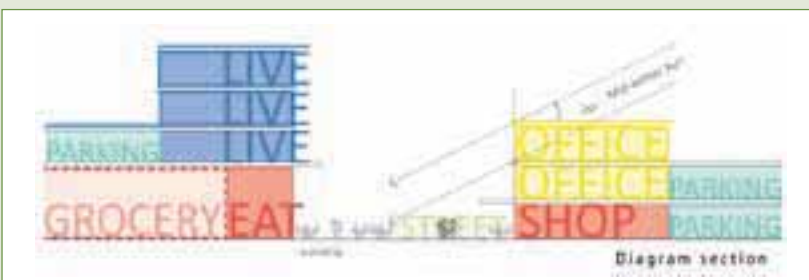 LIVE
LIVE
PARKING LIVE
OFFICE
OFFICE PARKING
GROCERY EAT STREET SHOP PARKING
Diagram section